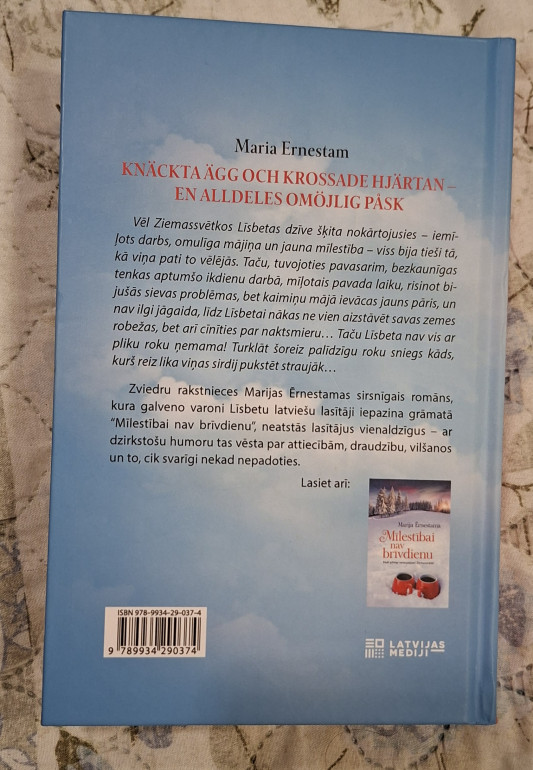 Maria Ernestam
KNÄCKTA ÄGG OCH KROSSADE HJÄRTAN –
EN ALLDELES OMÖJLIG PÅSK
Vēl Ziemassvētkos Līsbetas dzīve šķita nokārtojusies – iemī-
ļots darbs, omulīga mājiņa un jauna mīlestība – viss bija tieši tā,
kā viņa pati to vēlējās. Taču, tuvojoties pavasarim, bezkaunīgas
tenkas aptumšo ikdienu darbā, mīļotais pavada laiku, risinot bi-
jušās sievas problēmas, bet kaimiņu mājā ievācas jauns pāris, un
nav ilgi jāgaida, līdz Līsbetai nākas ne vien aizstāvēt savas zemes
robežas, bet arī cīnīties par naktsmieru… Taču Līsbeta nav vis ar
pliku roku ņemama! Turklāt šoreiz palīdzīgu roku sniegs kāds,
kurš reiz lika viņas sirdij pukstēt straujāk…
Zviedru rakstnieces Marijas Ērnestamas sirsnīgais romāns,
kura galveno varoni Līsbetu latviešu lasītāji iepazina grāmatā
“Mīlestībai nav brīvdienu”, neatstās lasītājus vienaldzīgus – ar
dzirkstošu humoru tas vēsta par attiecībām, draudzību, vilšanos
un to, cik svarīgi nekad nepadoties.
Lasiet arī:
Marija Ērnestama
Mīlestībai
nav
brīvdienu
ISBN 978-9934-29-037-4
9 789934 290374
LATVIJAS
MEDIJI